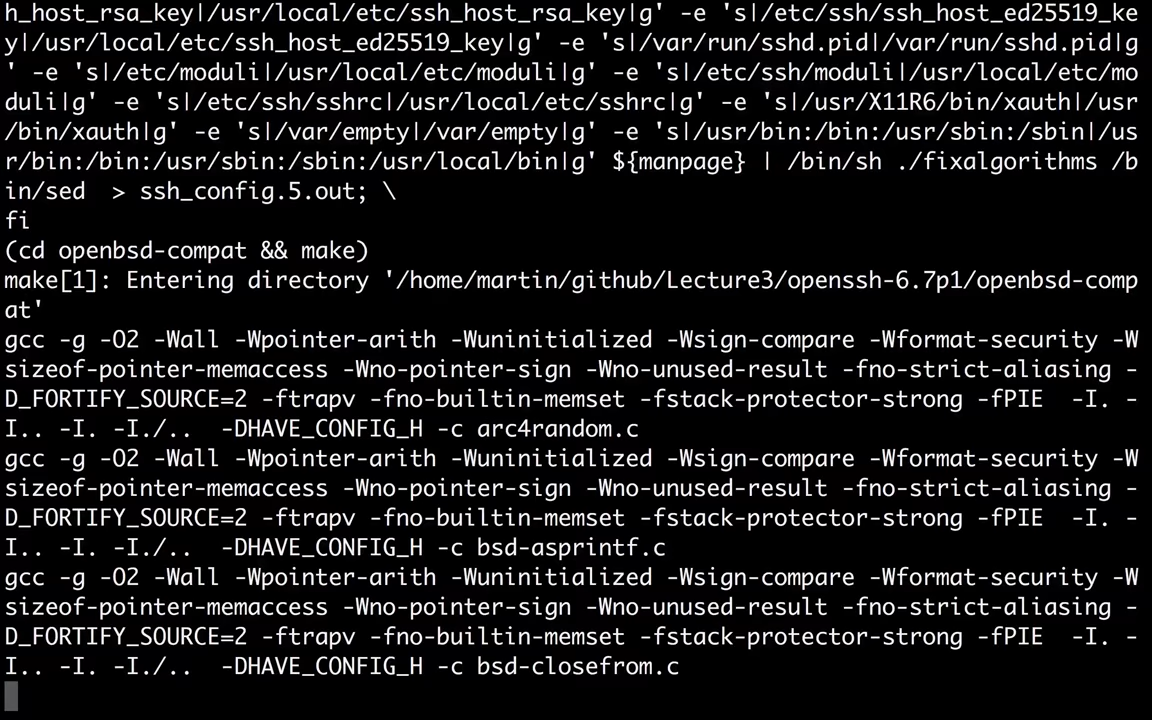 h_host_rsa_key|/usr/local/etc/ssh_host_rsa_key|g' -e 's|/etc/ssh/ssh_host_ed25519_ke
y|/usr/local/etc/ssh_host_ed25519_key|g' -e 's|/var/run/sshd.pid|/var/run/sshd.pid|g
' -e 's|/etc/moduli|/usr/local/etc/moduli|g' -e 's|/etc/ssh/moduli|/usr/local/etc/mo
duli|g' -e 's|/etc/ssh/sshrc|/usr/local/etc/sshrc|g' -e 's|/usr/X11R6/bin/xauth|/usr
/bin/xauth|g' -e 's|/var/empty|/var/empty|g' -e 's|/usr/bin:/bin:/usr/sbin:/sbin|/us
r/bin:/bin:/usr/sbin:/sbin:/usr/local/bin|g' ${manpage} | /bin/sh ./fixalgorithms /b
in/sed  > ssh_config.5.out; \
fi
(cd openbsd-compat && make)
make[1]: Entering directory '/home/martin/github/Lecture3/openssh-6.7p1/openbsd-comp
at'
gcc -g -O2 -Wall -Wpointer-arith -Wuninitialized -Wsign-compare -Wformat-security -W
sizeof-pointer-memaccess -Wno-pointer-sign -Wno-unused-result -fno-strict-aliasing -
D_FORTIFY_SOURCE=2 -ftrapv -fno-builtin-memset -fstack-protector-strong -fPIE  -I. -
I.. -I. -I./..  -DHAVE_CONFIG_H -c arc4random.c
gcc -g -O2 -Wall -Wpointer-arith -Wuninitialized -Wsign-compare -Wformat-security -W
sizeof-pointer-memaccess -Wno-pointer-sign -Wno-unused-result -fno-strict-aliasing -
D_FORTIFY_SOURCE=2 -ftrapv -fno-builtin-memset -fstack-protector-strong -fPIE  -I. -
I.. -I. -I./..  -DHAVE_CONFIG_H -c bsd-asprintf.c
gcc -g -O2 -Wall -Wpointer-arith -Wuninitialized -Wsign-compare -Wformat-security -W
sizeof-pointer-memaccess -Wno-pointer-sign -Wno-unused-result -fno-strict-aliasing -
D_FORTIFY_SOURCE=2 -ftrapv -fno-builtin-memset -fstack-protector-strong -fPIE  -I. -
I.. -I. -I./..  -DHAVE_CONFIG_H -c bsd-closefrom.c